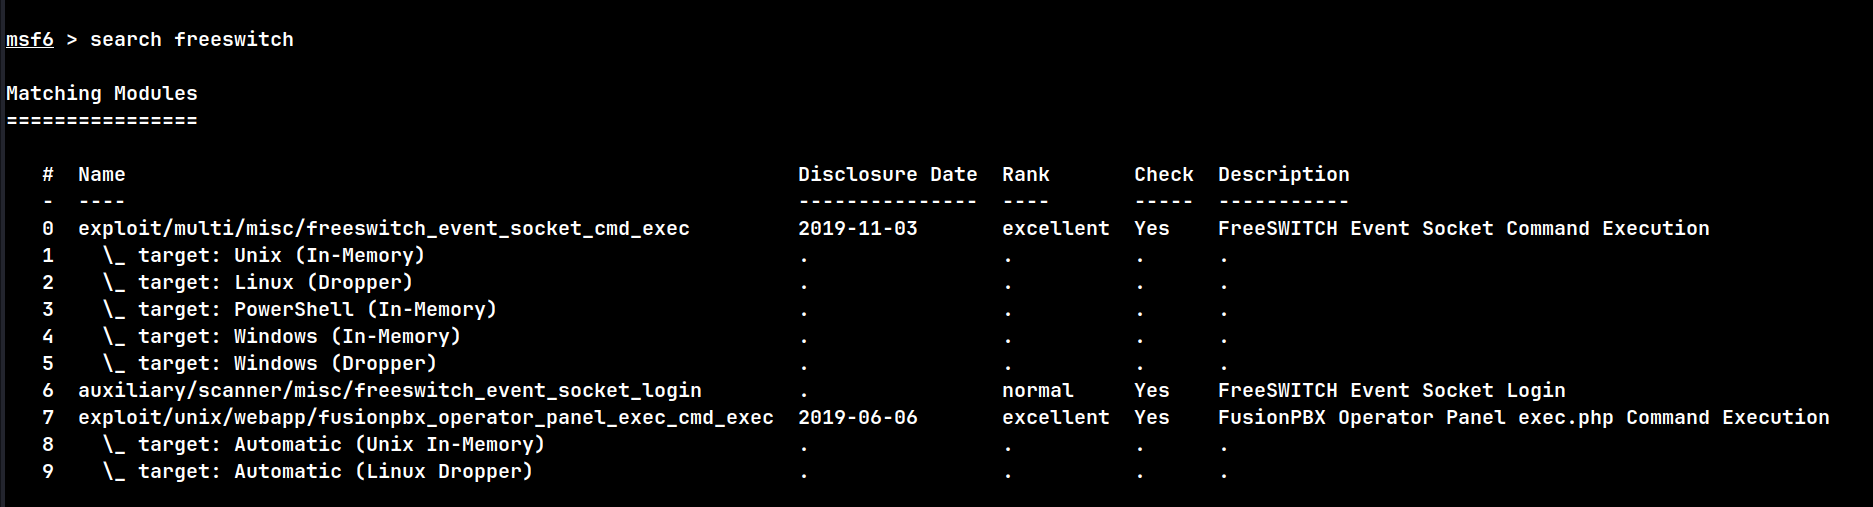 msf6 > search freeswitch
Matching Modules
================
   #  Name                                                        Disclosure Date  Rank       Check  Description
   -  ----                                                        ---------------  ----       -----  -----------
   0  exploit/multi/misc/freeswitch_event_socket_cmd_exec         2019-11-03       excellent  Yes    FreeSWITCH Event Socket Command Execution
   1    \_ target: Unix (In-Memory)                               .                .          .      .
   2    \_ target: Linux (Dropper)                                .                .          .      .
   3    \_ target: PowerShell (In-Memory)                         .                .          .      .
   4    \_ target: Windows (In-Memory)                            .                .          .      .
   5    \_ target: Windows (Dropper)                              .                .          .      .
   6  auxiliary/scanner/misc/freeswitch_event_socket_login        .                normal     Yes    FreeSWITCH Event Socket Login
   7  exploit/unix/webapp/fusionpbx_operator_panel_exec_cmd_exec  2019-06-06       excellent  Yes    FusionPBX Operator Panel exec.php Command Execution
   8    \_ target: Automatic (Unix In-Memory)                     .                .          .      .
   9    \_ target: Automatic (Linux Dropper)                      .                .          .      .